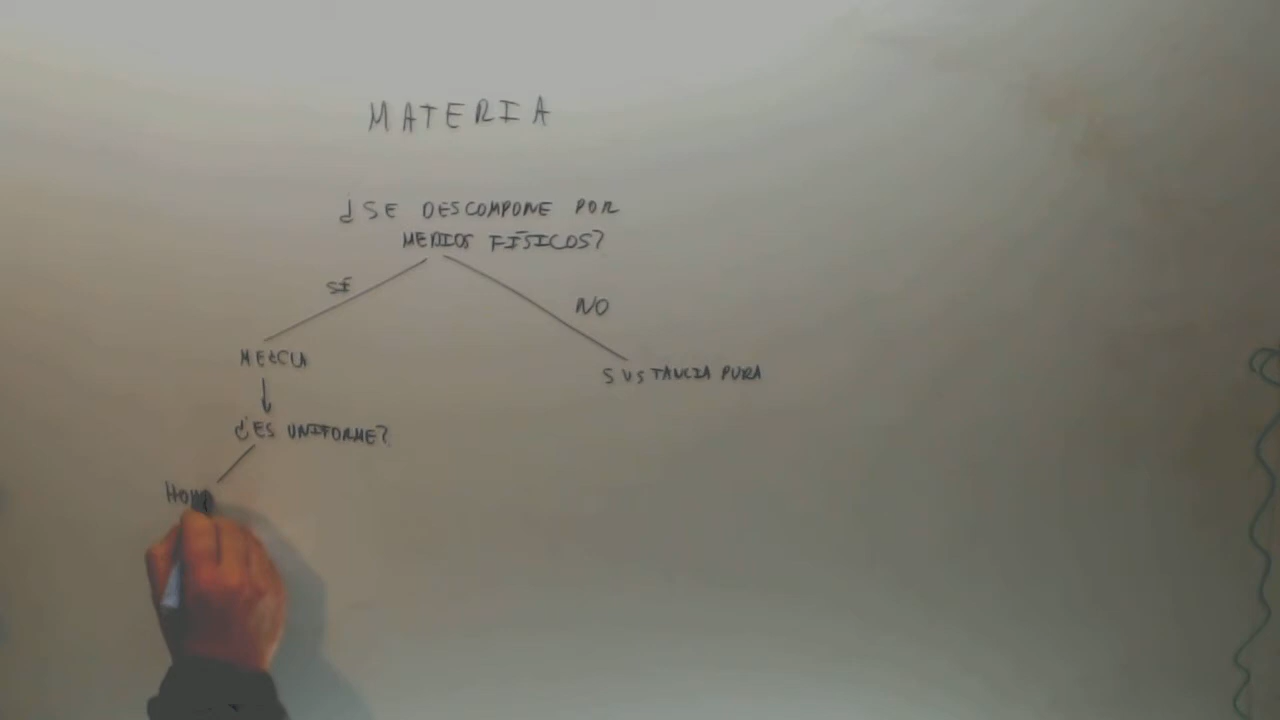 MATERIA
¿SE DESCOMPONE POR
MEDIOS FÍSICOS?
SÍ
NO
MEZCLA
SUSTANCIA PURA
¿ES UNIFORME?